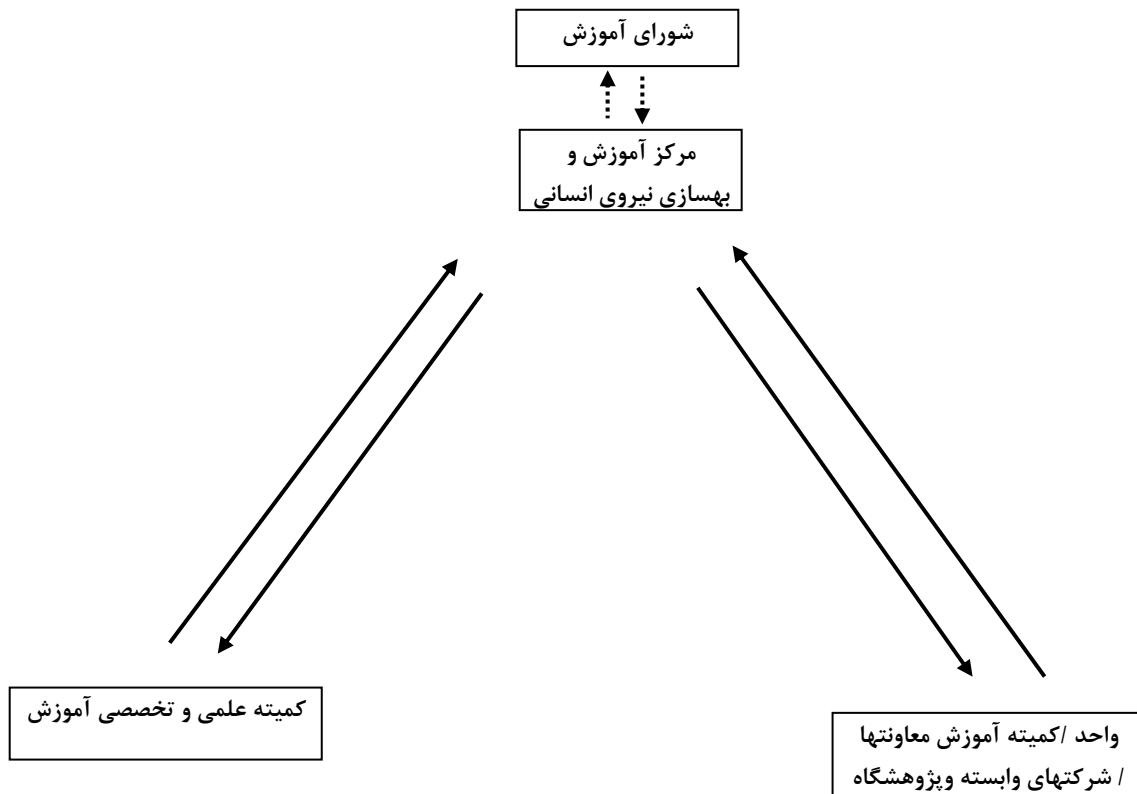 شورای آموزش
مرکز آموزش و
بهسازی نیروی انسانی
کمیته علمی و تخصصی آموزش
واحد /کمیته آموزش معاونتها
/ شرکتهای وابسته وپژوهشگاه